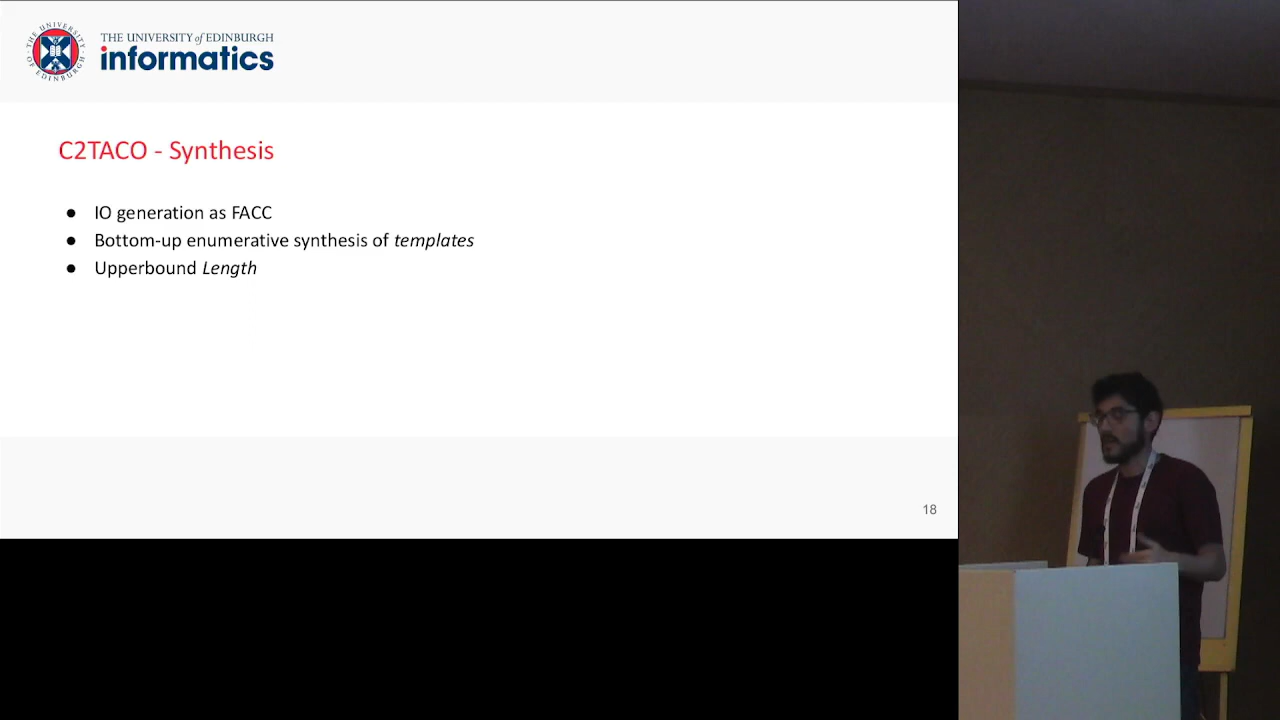 THE UNIVERSITY of EDINBURGH
informatics
C2TACO - Synthesis
● IO generation as FACC
● Bottom-up enumerative synthesis of templates
● Upperbound Length
18